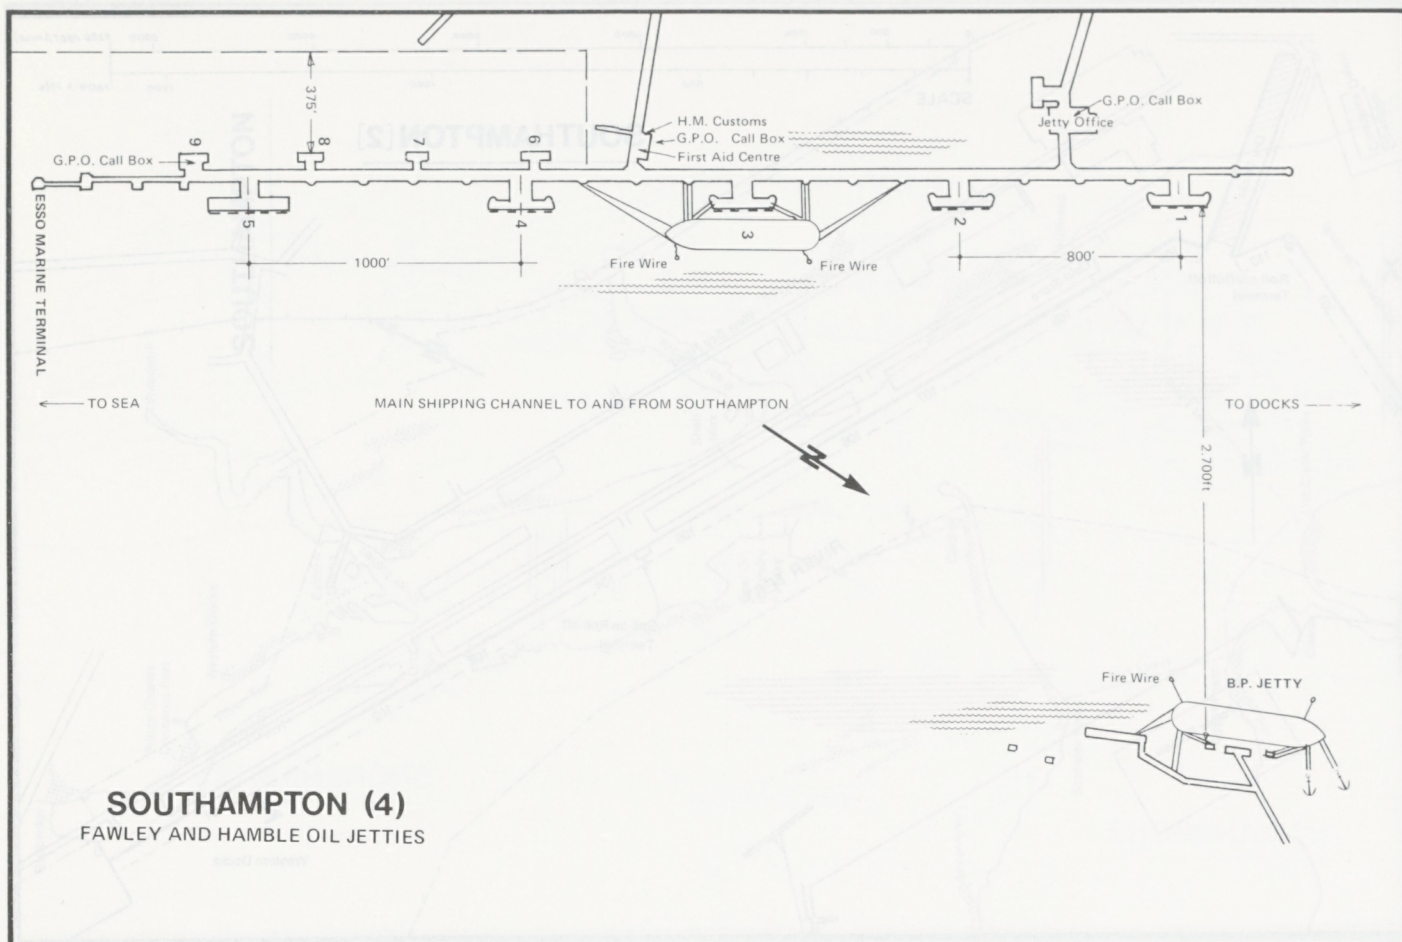 375'
H.M. Customs
G.P.O. Call Box
First Aid Centre
G.P.O. Call Box
Jetty Office
G.P.O. Call Box
9
8
7
6
5
4
3
2
1
1000'
800'
Fire Wire
Fire Wire
ESSO MARINE TERMINAL
TO SEA
MAIN SHIPPING CHANNEL TO AND FROM SOUTHAMPTON
TO DOCKS
N
2.700ft
Fire Wire
B.P. JETTY
SOUTHAMPTON (4)
FAWLEY AND HAMBLE OIL JETTIES
SOUTHAMPTON [2]
SCALE